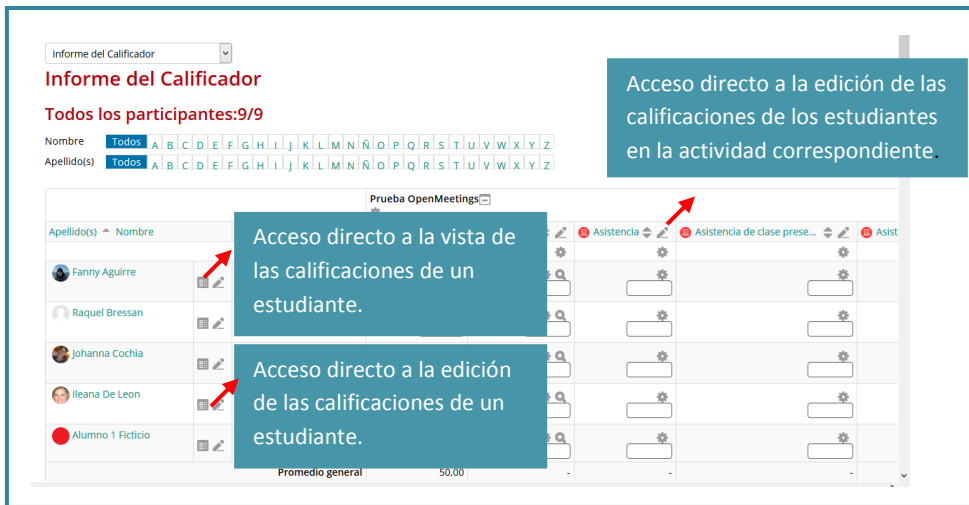 Informe del Calificador
Informe del Calificador
Todos los participantes:9/9
Nombre Todos A B C D E F G H I J K L M N Ñ O P Q R S T U V W X Y Z
Apellido(s) Todos A B C D E F G H I J K L M N Ñ O P Q R S T U V W X Y Z
Acceso directo a la edición de las
calificaciones de los estudiantes
en la actividad correspondiente.
Prueba OpenMeetings
Apellido(s) Nombre
Asistencia
Asistencia de clase prese...
Asist
Acceso directo a la vista de
las calificaciones de un
estudiante.
Fanny Aguirre
Raquel Bressan
Johanna Cochia
Acceso directo a la edición
de las calificaciones de un
estudiante.
Ileana De Leon
Alumno 1 Ficticio
Promedio general 50,00 - - -